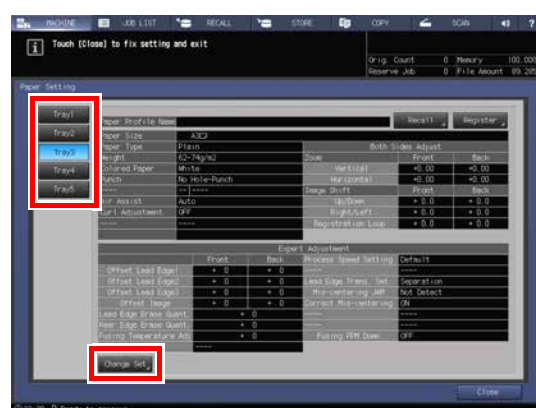 MACHINE JOB LIST RECALL STORE COPY SCAN ?
Touch [Close] to fix setting and exit
Orig. Count 0 Memory 100.000
Reserve Job 0 File Amount 89.285
Paper Setting
Tray1
Tray2
Tray3
Tray4
Tray5
Paper Profile Name Recall Register
Paper Size A3
Paper Type Plain Both Sides Adjust
Weight 62-74g/m2 Zoom Front Back
Colored Paper White Vertical +0.00 +0.00
Punch No Hole-Punch Horizontal +0.00 +0.00
---- -- ---- Image Shift Front Back
Air Assist Auto Up/Down + 0.0 + 0.0
Curl Adjustment OFF Right/Left + 0.0 + 0.0
---- ---- Registration Loop + 0.0 + 0.0
Expert Adjustment
Front Back Process Speed Setting Default
Offset Lead Edge1 + 0 + 0 ---- ----
Offset Lead Edge2 + 0 + 0 Lead Edge Trans. Set. Separation
Offset Lead Edge3 + 0 + 0 Mis-centering JAM Not Detect
Offset Image + 0 + 0 Correct Mis-centering ON
Lead Edge Erase Quant. + 0 ---- ----
Rear Edge Erase Quant. + 0 ---- ----
Fusing Temperature Adj + 0 Fusing PPM Down OFF
----
Change Set
Close